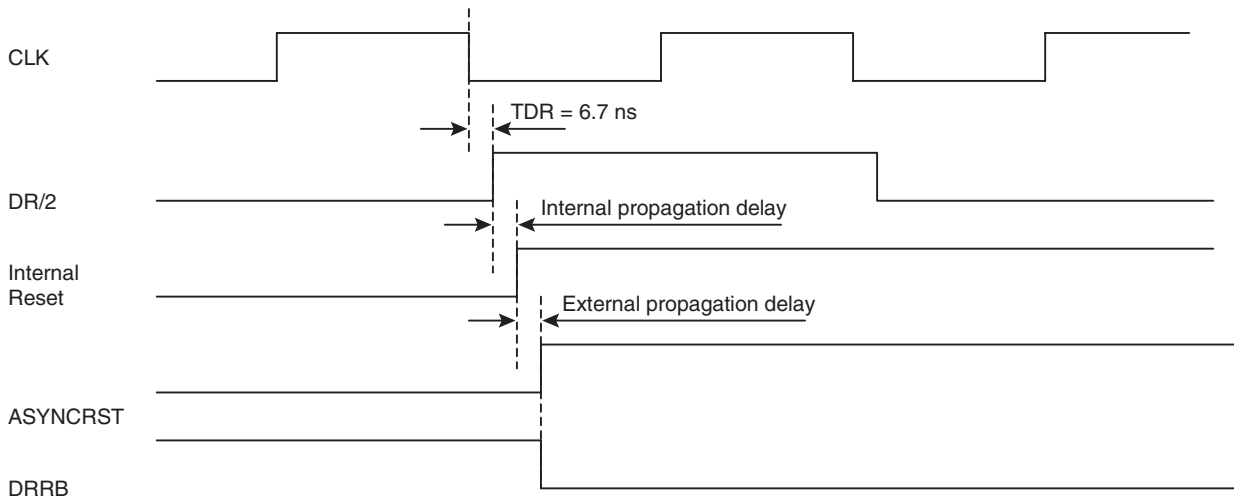 CLK
TDR = 6.7 ns
DR/2
Internal propagation delay
Internal
Reset
External propagation delay
ASYNCRST
DRRB